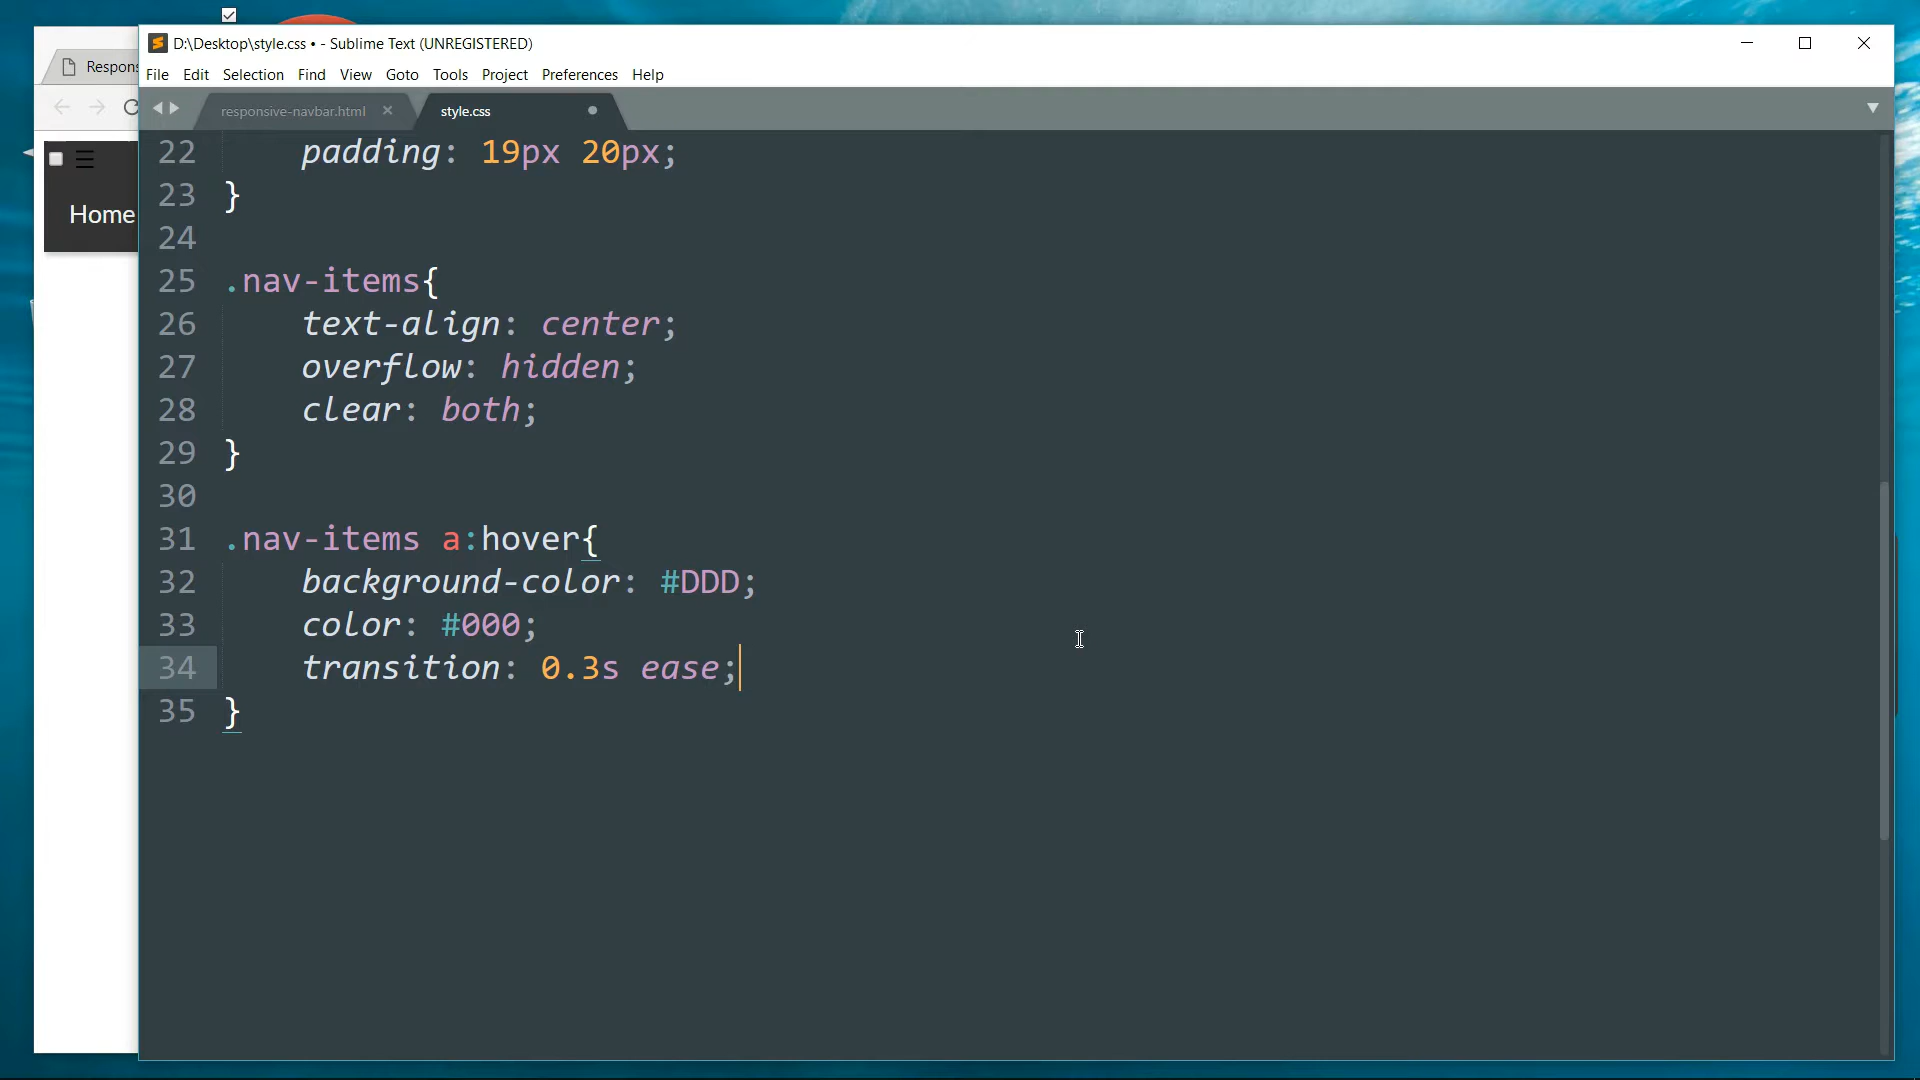 D:\Desktop\style.css • - Sublime Text (UNREGISTERED)
File Edit Selection Find View Goto Tools Project Preferences Help
Respons
responsive-navbar.html
style.css
Home
22 padding: 19px 20px;
23 }
24
25 .nav-items{
26 text-align: center;
27 overflow: hidden;
28 clear: both;
29 }
30
31 .nav-items a:hover{
32 background-color: #DDD;
33 color: #000;
34 transition: 0.3s ease;
35 }